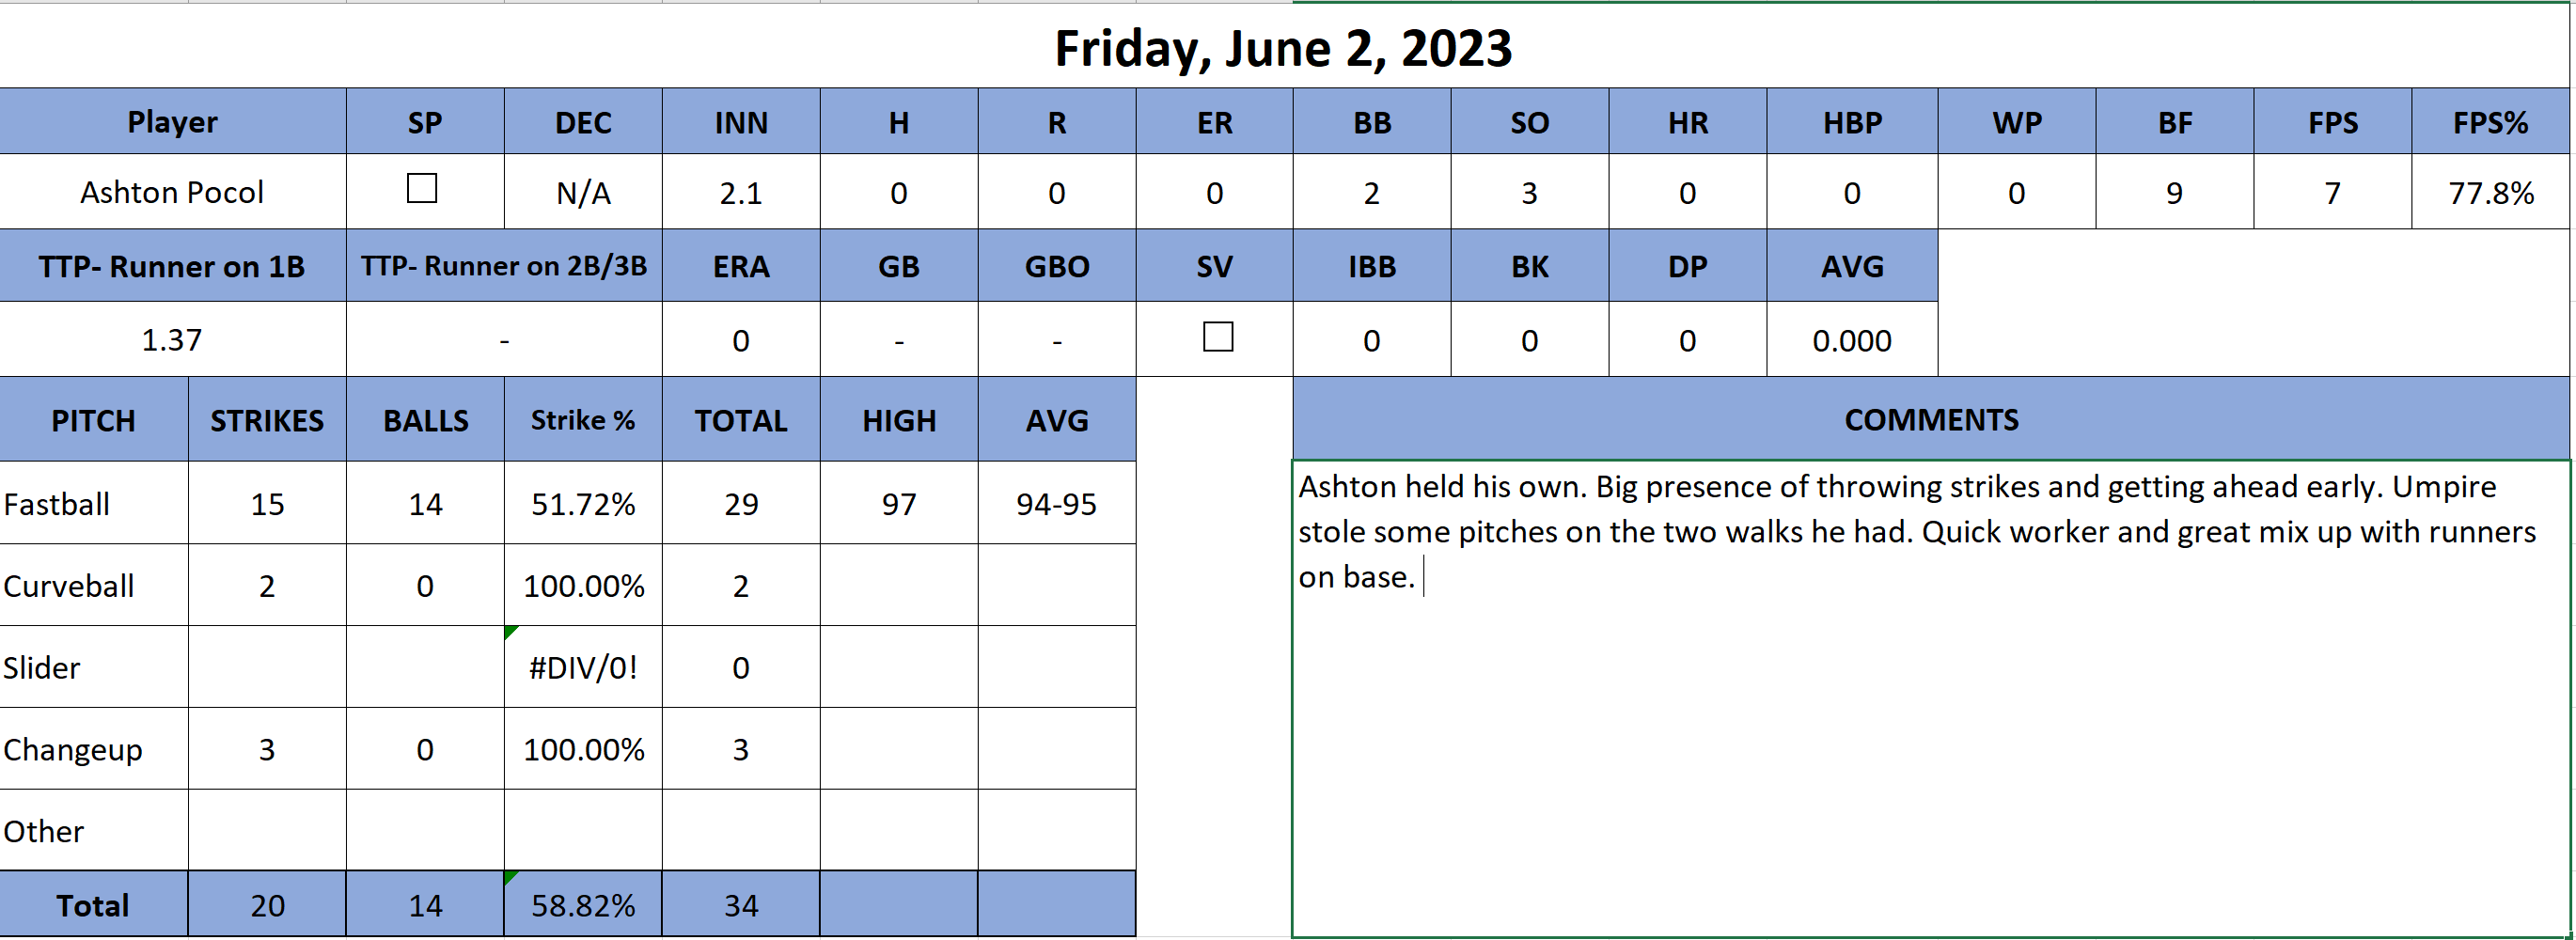 Friday, June 2, 2023
Player SP DEC INN H R ER BB SO HR HBP WP BF FPS FPS%
Ashton Pocol N/A 2.1 0 0 0 2 3 0 0 0 9 7 77.8%
TTP- Runner on 1B TTP- Runner on 2B/3B ERA GB GBO SV IBB BK DP AVG
1.37 - 0 - - 0 0 0 0.000
PITCH STRIKES BALLS Strike % TOTAL HIGH AVG COMMENTS
Fastball 15 14 51.72% 29 97 94-95
Curveball 2 0 100.00% 2
Slider #DIV/0! 0
Changeup 3 0 100.00% 3
Other
Total 20 14 58.82% 34
Ashton held his own. Big presence of throwing strikes and getting ahead early. Umpire
stole some pitches on the two walks he had. Quick worker and great mix up with runners
on base.